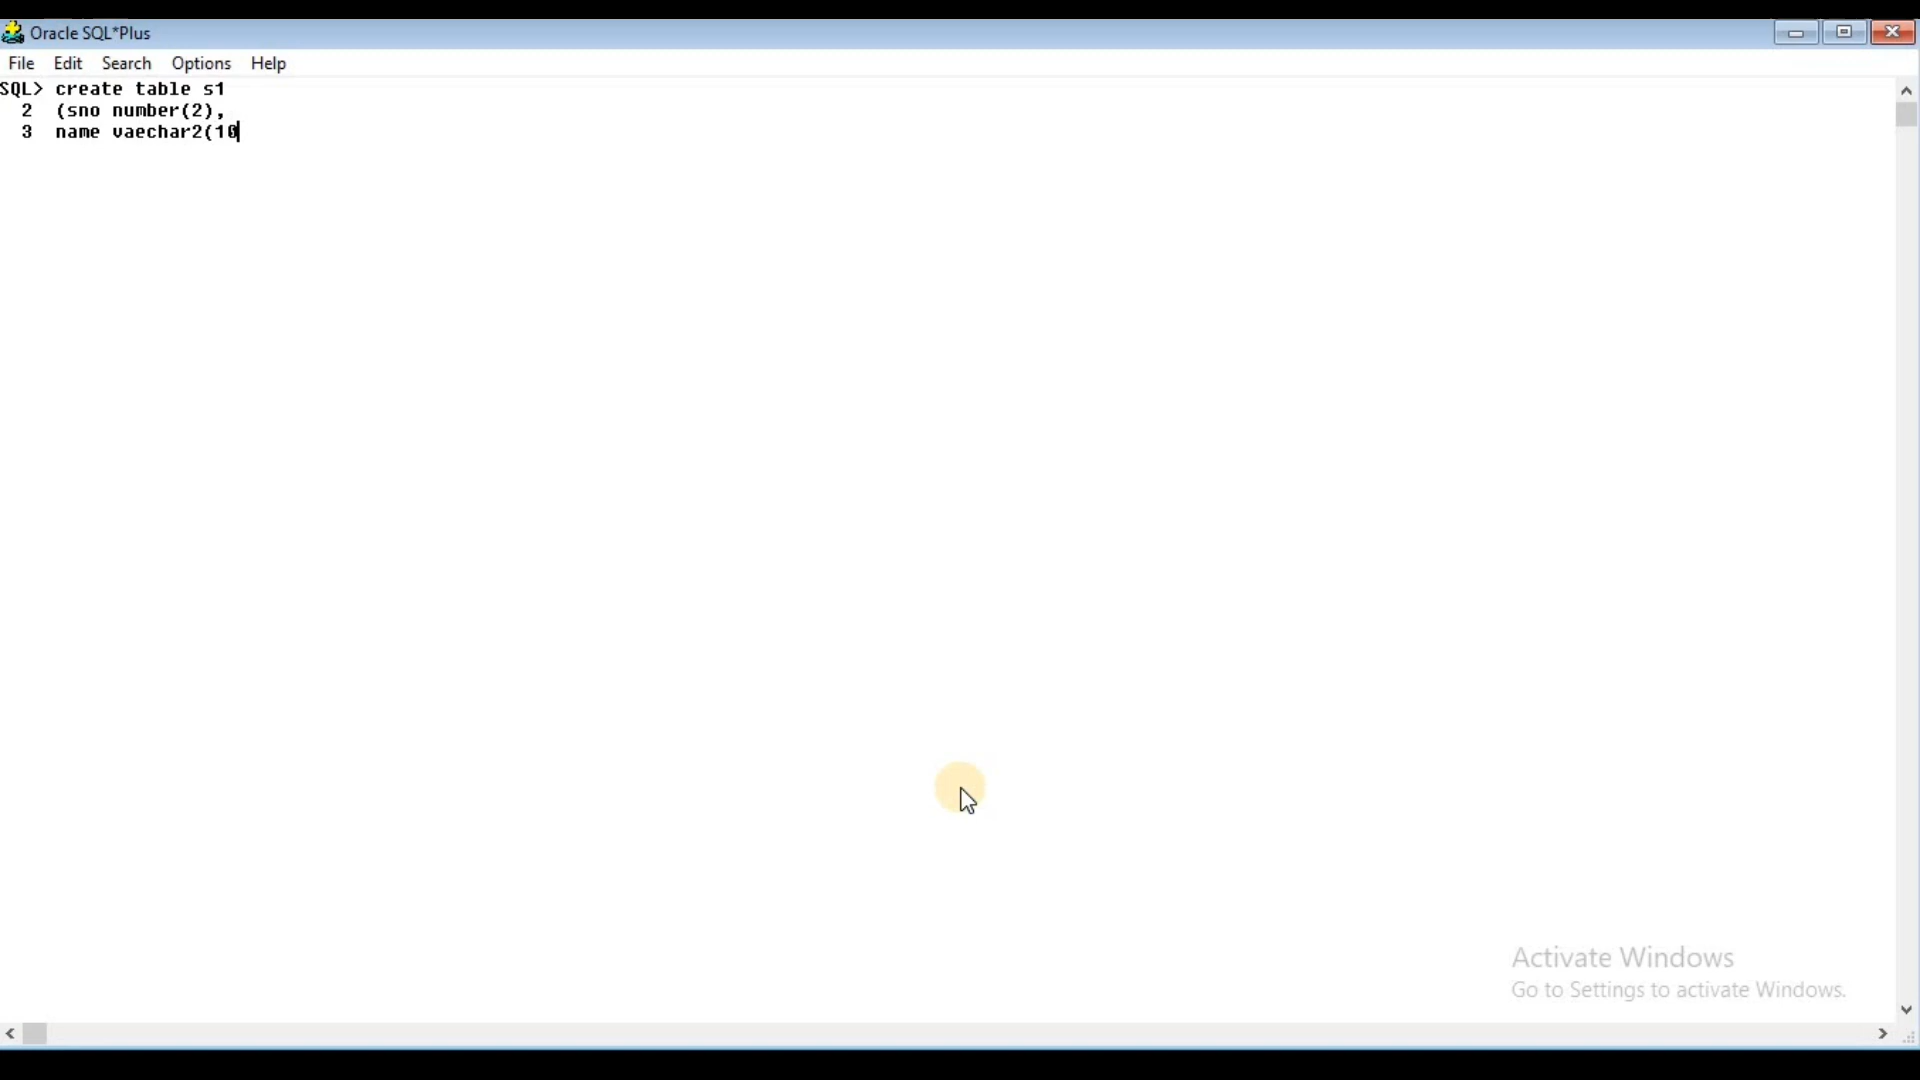 Oracle SQL*Plus
File Edit Search Options Help
SQL> create table s1
2 (sno number(2),
3 name vaechar2(10
Activate Windows
Go to Settings to activate Windows.